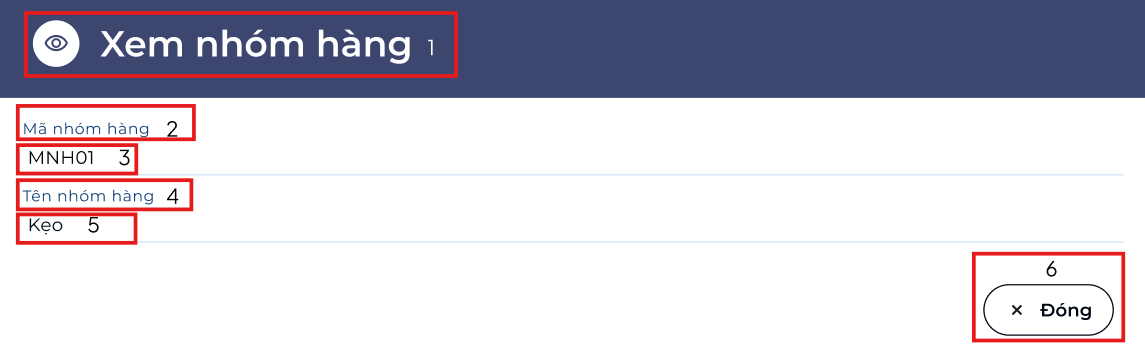 Xem nhóm hàng 1
Mã nhóm hàng 2
MNH01 3
Tên nhóm hàng 4
Kẹo 5
6
× Đóng